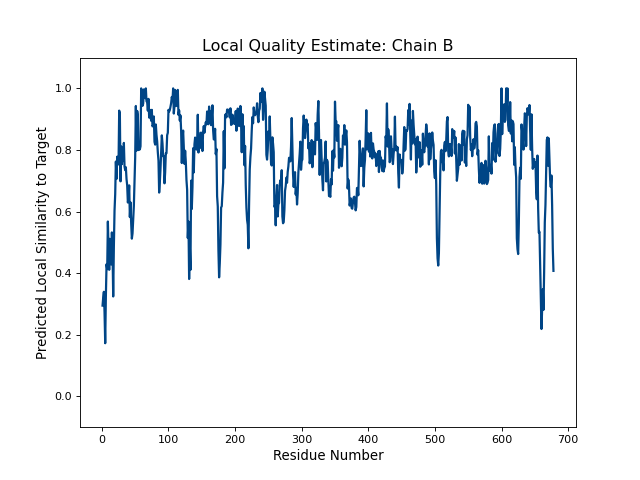 Local Quality Estimate: Chain B
Predicted Local Similarity to Target
1.0
0.8
0.6
0.4
0.2
0.0
0 100 200 300 400 500 600 700
Residue Number